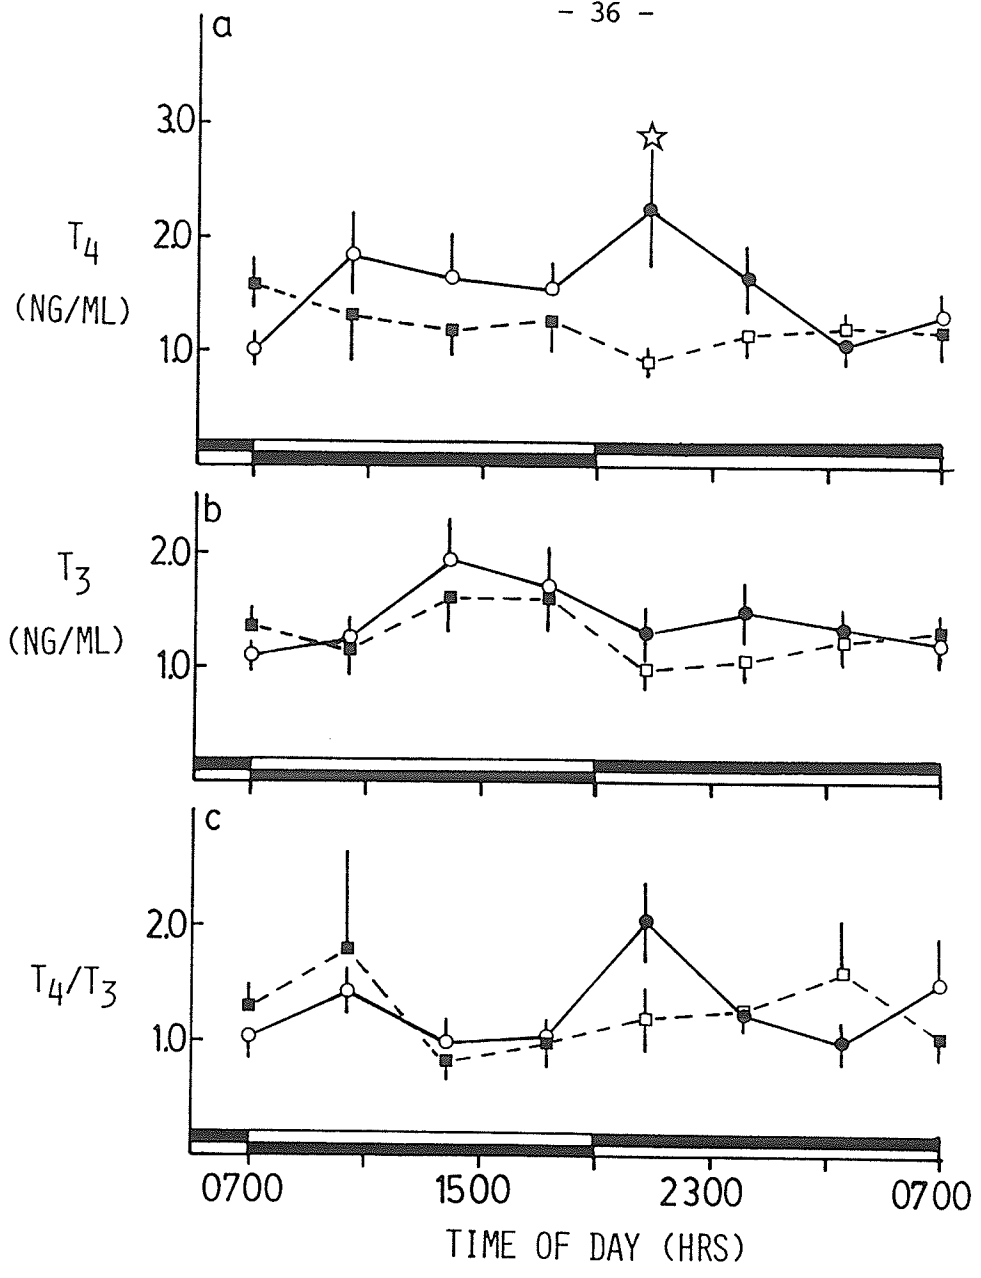 - 36 -
a
3.0
2.0
1.0
T4
(NG/ML)
b
2.0
1.0
T3
(NG/ML)
c
2.0
1.0
T4/T3
0700 1500 2300 0700
TIME OF DAY (HRS)